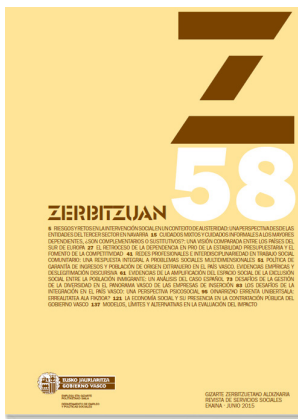 Z
58
ZERBITZUAN
5 RIESGOS Y RETOS EN LA INTERVENCIÓN SOCIAL EN UN CONTEXTO DE AUSTERIDAD: UNA PERSPECTIVA DESDE LAS
ENTIDADES DEL TERCER SECTOR EN NAVARRA 15 CUIDADOS MIXTOS Y CUIDADOS INFORMALES A LOS MAYORES
DEPENDIENTES, ¿SON COMPLEMENTARIOS O SUSTITUTIVOS?: UNA VISIÓN COMPARADA ENTRE LOS PAÍSES DEL
SUR DE EUROPA 27 EL RETROCESO DE LA DEPENDENCIA EN PRO DE LA ESTABILIDAD PRESUPUESTARIA Y EL
FOMENTO DE LA COMPETITIVIDAD 41 REDES PROFESIONALES E INTERDISCIPLINARIEDAD EN TRABAJO SOCIAL
COMUNITARIO: UNA RESPUESTA INTEGRAL A PROBLEMAS SOCIALES MULTIDIMENSIONALES 51 POLÍTICA DE
GARANTÍA DE INGRESOS Y POBLACIÓN DE ORIGEN EXTRANJERO EN EL PAÍS VASCO. EVIDENCIAS EMPÍRICAS Y
DESLEGITIMACIÓN DISCURSIVA 61 EVIDENCIAS DE LA AMPLIFICACIÓN DEL ESPACIO SOCIAL DE LA EXCLUSIÓN
SOCIAL ENTRE LA POBLACIÓN INMIGRANTE: UN ANÁLISIS DEL CASO ESPAÑOL 73 DESAFÍOS DE LA GESTIÓN
DE LA DIVERSIDAD EN EL PANORAMA VASCO DE LAS EMPRESAS DE INSERCIÓN 83 LOS DESAFÍOS DE LA
INTEGRACIÓN EN EL PAÍS VASCO: UNA PERSPECTIVA PSICOSOCIAL 95 OINARRIZKO ERRENTA UNIBERTSALA:
ERREALITATEA ALA FIKZIOA? 121 LA ECONOMÍA SOCIAL Y SU PRESENCIA EN LA CONTRATACIÓN PÚBLICA DEL
GOBIERNO VASCO 137 MODELOS, LÍMITES Y ALTERNATIVAS EN LA EVALUACIÓN DEL IMPACTO
EUSKO JAURLARITZA
GOBIERNO VASCO
GIZARTE ZERBITZUETAKO ALDIZKARIA
REVISTA DE SERVICIOS SOCIALES
EKAINA · JUNIO 2015